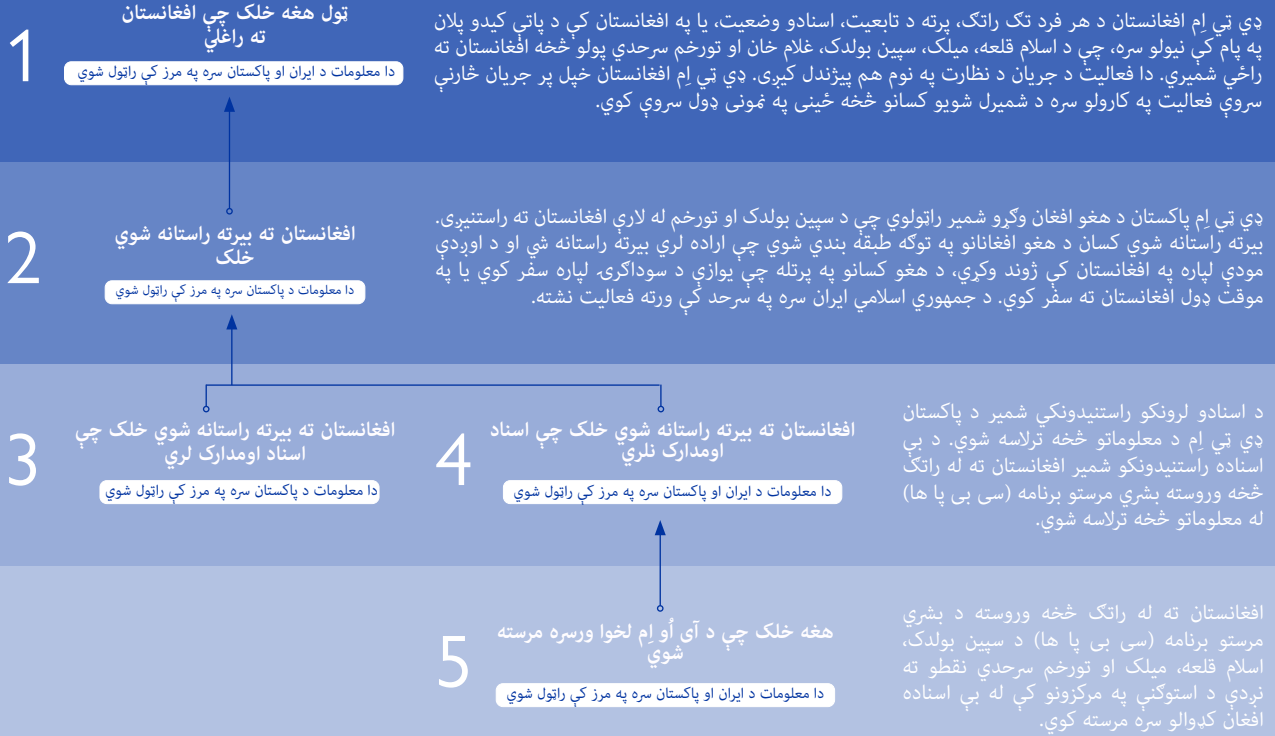 1
ټول هغه خلک چې افغانستان
ته راغلي
دا معلومات د ایران او پاکستان سره په مرز کې راټول شوي
ډي ټي اِم افغانستان د هر فرد تګ راتګ، پرته د تابعیت، اسنادو وضعیت، یا په افغانستان کې د پاتې کیدو پلان
په پام کې نیولو سره، چې د اسلام قلعه، میلک، سپین بولدک، غلام خان او تورخم سرحدي پولو څخه افغانستان ته
راځي شمیري. دا فعالیت د جریان د نظارت په نوم هم پیژندل کیږی. ډي ټي اِم افغانستان خپل پر جریان څارنې
سروې فعالیت په کارولو سره د شمیرل شویو کسانو څخه ځینی په نمونی ډول سروې کوي.
2
افغانستان ته بیرته راستانه شوي
خلک
دا معلومات د پاکستان سره په مرز کې راټول شوي
ډي ټي اِم پاکستان د هغو افغان وګړو شمیر راټولوي چې د سپین بولدک او تورخم له لارې افغانستان ته راستنیږی.
بیرته راستانه شوي کسان د هغو افغانانو په توګه طبقه بندي شوي چې اراده لري بیرته راستانه شي او د اوږدې
مودې لپاره په افغانستان کې ژوند وکړي، د هغو کسانو په پرتله چې یوازې د سوداګرۍ لپاره سفر کوي یا په
موقت ډول افغانستان ته سفر کوي. د جمهوري اسلامي ایران سره په سرحد کې ورته فعالیت نشته.
3
افغانستان ته بیرته راستانه شوي خلک چې
اسناد اومدارک لري
دا معلومات د پاکستان سره په مرز کې راټول شوي
4
افغانستان ته بیرته راستانه شوي خلک چې اسناد
اومدارک نلري
دا معلومات د ایران او پاکستان سره په مرز کې راټول شوي
د اسنادو لرونکو راستنیدونکي شمیر د پاکستان
ډي ټي اِم د معلوماتو څخه ترلاسه شوي. د بې
اسناده راستنیدونکو شمیر افغانستان ته له راتګ
څخه وروسته بشري مرستو برنامه (سی بی پا ها)
له معلوماتو څخه ترلاسه شوي.
5
هغه خلک چې د آی اُو اِم لخوا ورسره مرسته
شوې
دا معلومات د ایران او پاکستان سره په مرز کې راټول شوي
افغانستان ته له راتګ څخه وروسته د بشري
مرستو برنامه (سی بی پا ها) د سپین بولدک،
اسلام قلعه، میلک او تورخم سرحدي نقطو ته
نږدې د استوګنې په مرکزونو کې له بې اسناده
افغان کډوالو سره مرسته کوي.